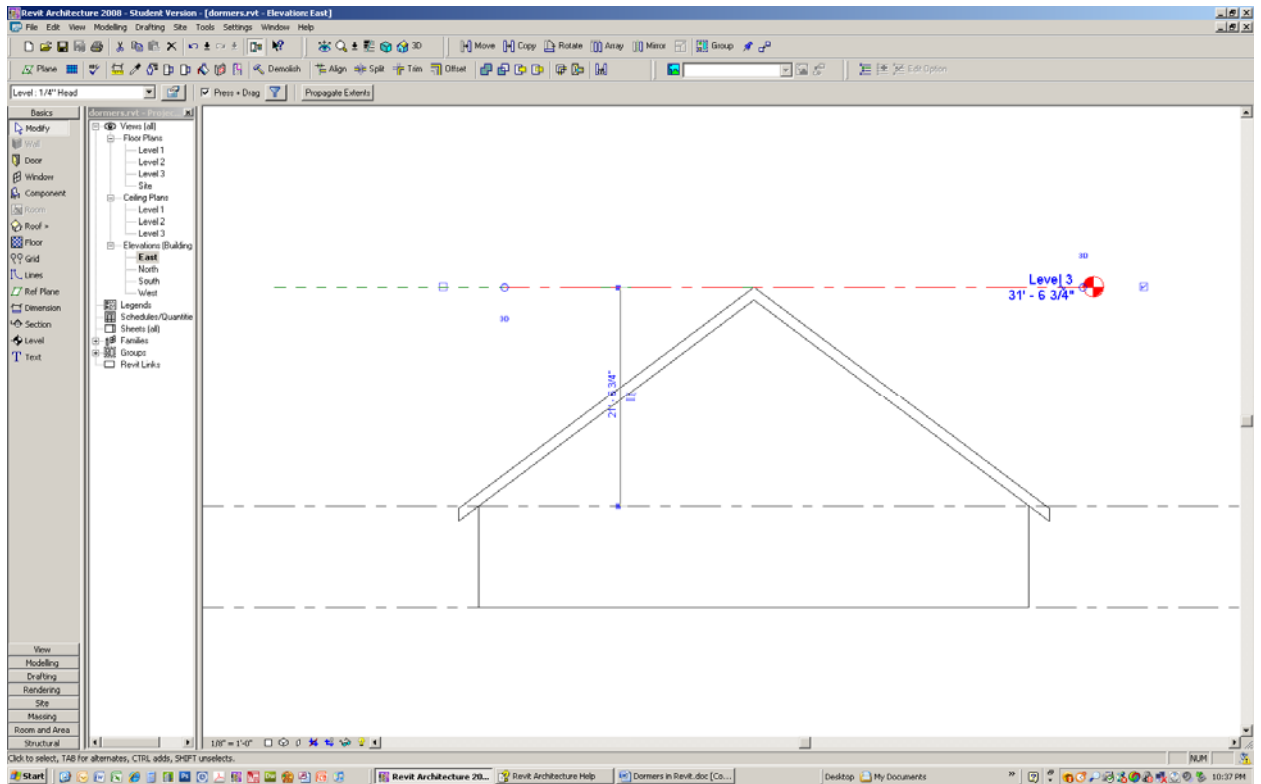 Revit Architecture 2008 - Student Version - [dormers.rvt - Elevation: East]
File Edit View Modelling Drafting Site Tools Settings Window Help
3D Move Copy Rotate Array Mirror Group
Plane Demolish Align Split Trim Offset Edit Option
Level : 1/4" Head Press + Drag Propagate Extents
Basics
Modify
Wall
Door
Window
Component
Room
Roof »
Floor
Grid
Lines
Ref Plane
Dimension
Section
Level
Text
View
Modelling
Drafting
Rendering
Site
Massing
Room and Area
Structural
dormers.rvt - Projec...
Views (all)
Floor Plans
Level 1
Level 2
Level 3
Site
Ceiling Plans
Level 1
Level 2
Level 3
Elevations (Building
East
North
South
West
Legends
Schedules/Quantitie
Sheets (all)
Families
Groups
Revit Links
3D
Level 3
31' - 6 3/4"
3D
21' - 6 3/4"
1/8" = 1'-0"
Click to select, TAB for alternates, CTRL adds, SHIFT unselects.
NUM
Start Revit Architecture 20... Revit Architecture Help Dormers in Revit.doc [Co... Desktop My Documents » 10:37 PM